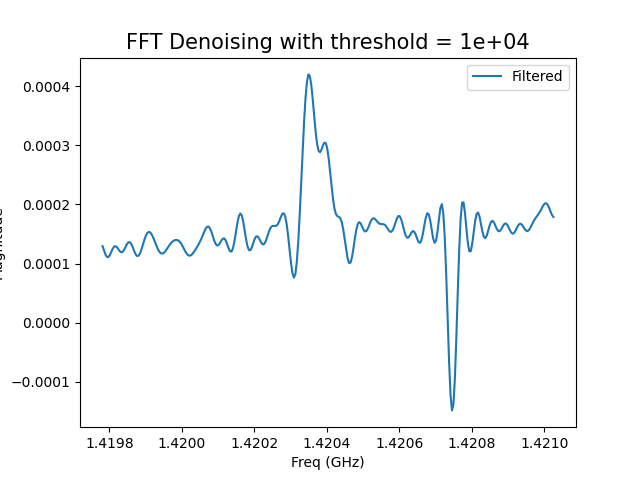 FFT Denoising with threshold = 1e+04
Filtered
0.0004
0.0003
0.0002
0.0001
0.0000
−0.0001
1.4198 1.4200 1.4202 1.4204 1.4206 1.4208 1.4210
Freq (GHz)